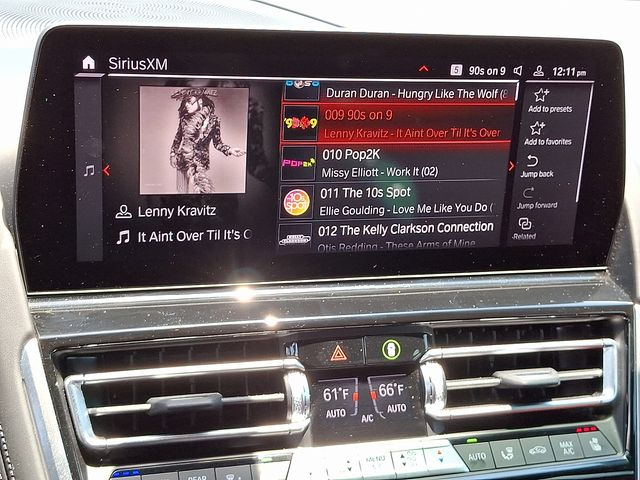 SiriusXM
5 90s on 9 12:11pm
Duran Duran - Hungry Like The Wolf (8
009 90s on 9
Lenny Kravitz - It Aint Over Til It's Over
010 Pop2K
Missy Elliott - Work It (02)
011 The 10s Spot
Ellie Goulding - Love Me Like You Do (
012 The Kelly Clarkson Connection
Otis Redding - These Arms of Mine
Lenny Kravitz
It Aint Over Til It's O
Add to presets
Add to favorites
Jump back
Jump forward
-Related
61°F
AUTO
A/C
66°F
AUTO
REAR
MENU
AUTO
MAX
A/C